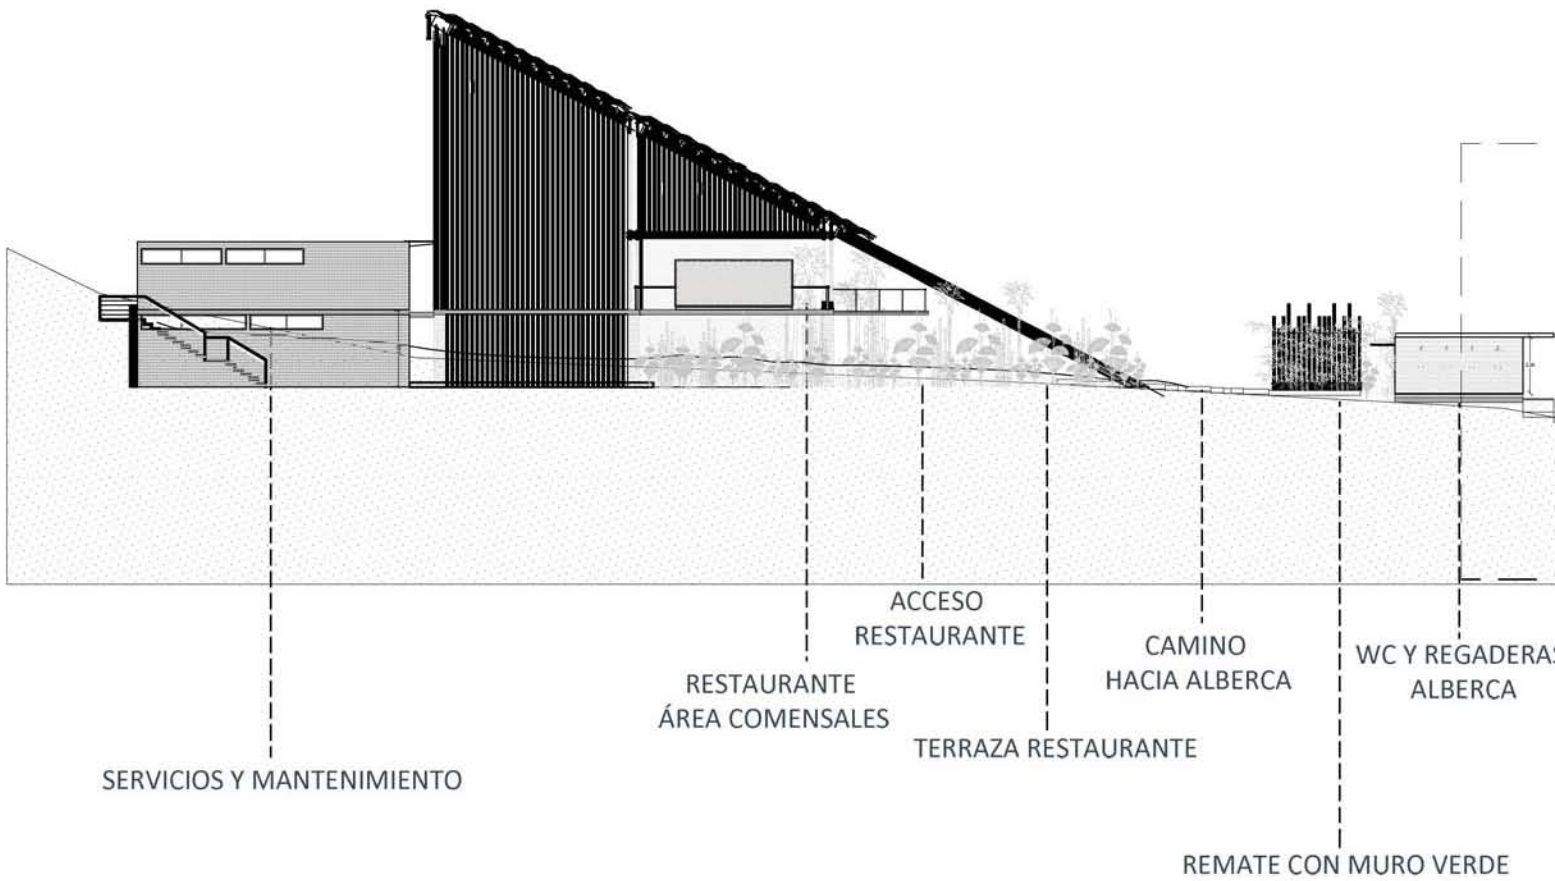 ACCESO
RESTAURANTE
RESTAURANTE
ÁREA COMENSALES
CAMINO
HACIA ALBERCA
WC Y REGADERAS
ALBERCA
TERRAZA RESTAURANTE
SERVICIOS Y MANTENIMIENTO
REMATE CON MURO VERDE